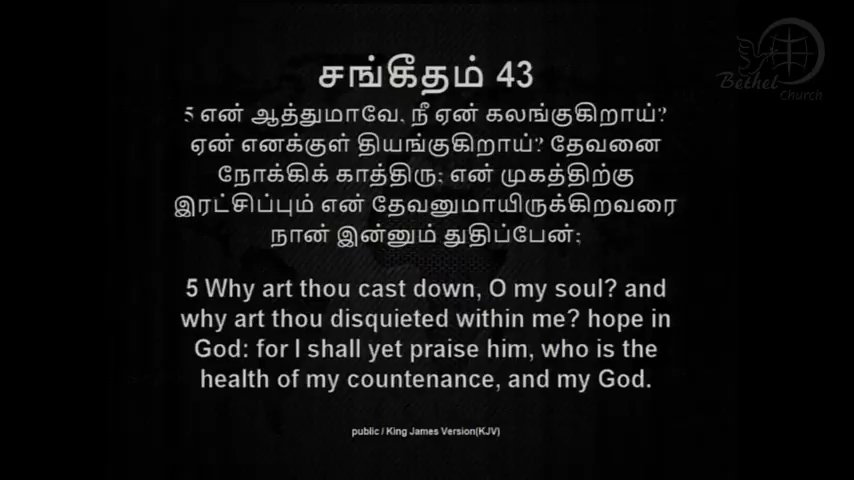 சங்கீதம் 43
5 என் ஆத்துமாவே, நீ ஏன் கலங்குகிறாய்?
ஏன் எனக்குள் தியங்குகிறாய்? தேவனை
நோக்கிக் காத்திரு; என் முகத்திற்கு
இரட்சிப்பும் என் தேவனுமாயிருக்கிறவரை
நான் இன்னும் துதிப்பேன்;
5 Why art thou cast down, O my soul? and
why art thou disquieted within me? hope in
God: for I shall yet praise him, who is the
health of my countenance, and my God.
public / King James Version(KJV)
Bethel
Church